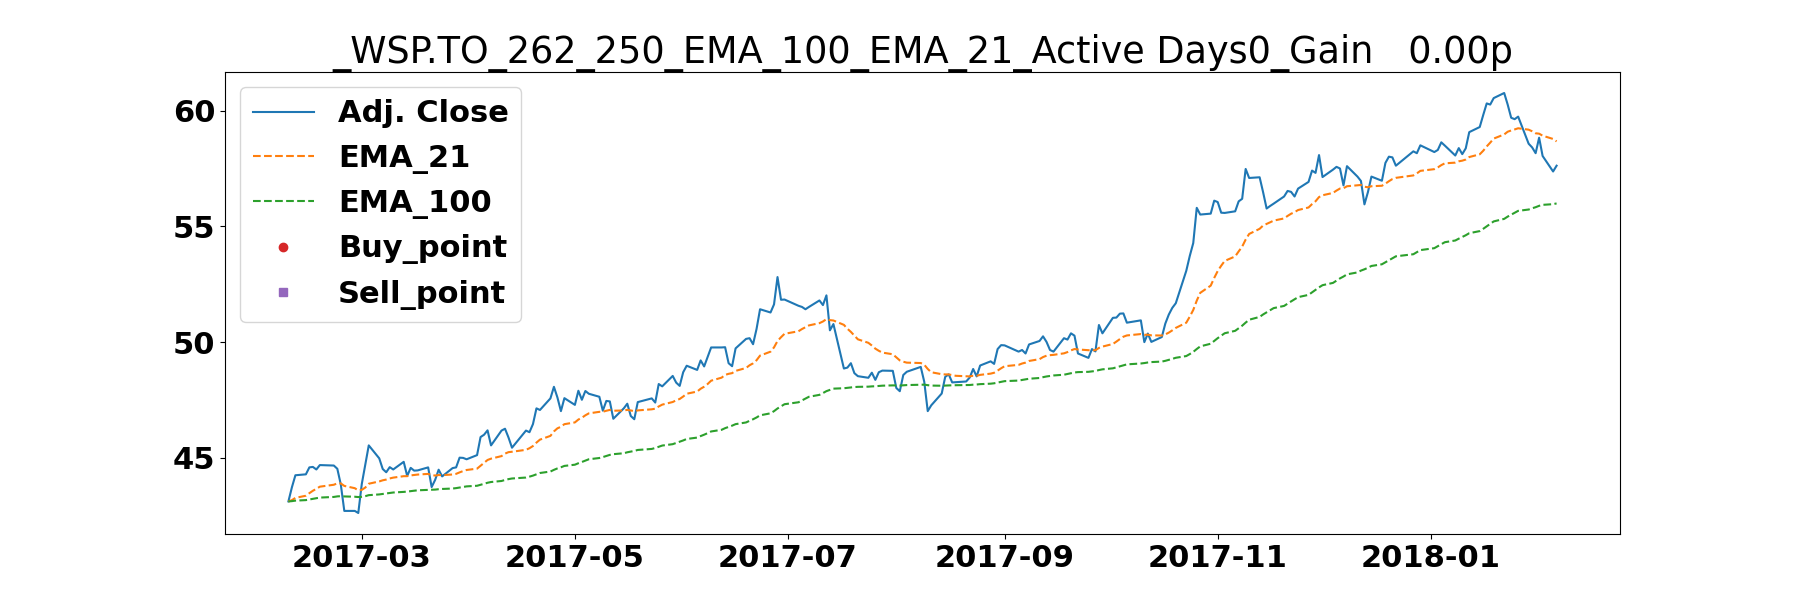 _WSP.TO_262_250_EMA_100_EMA_21_Active Days0_Gain   0.00p
60
55
50
45
Adj. Close
EMA_21
EMA_100
Buy_point
Sell_point
2017-03 2017-05 2017-07 2017-09 2017-11 2018-01